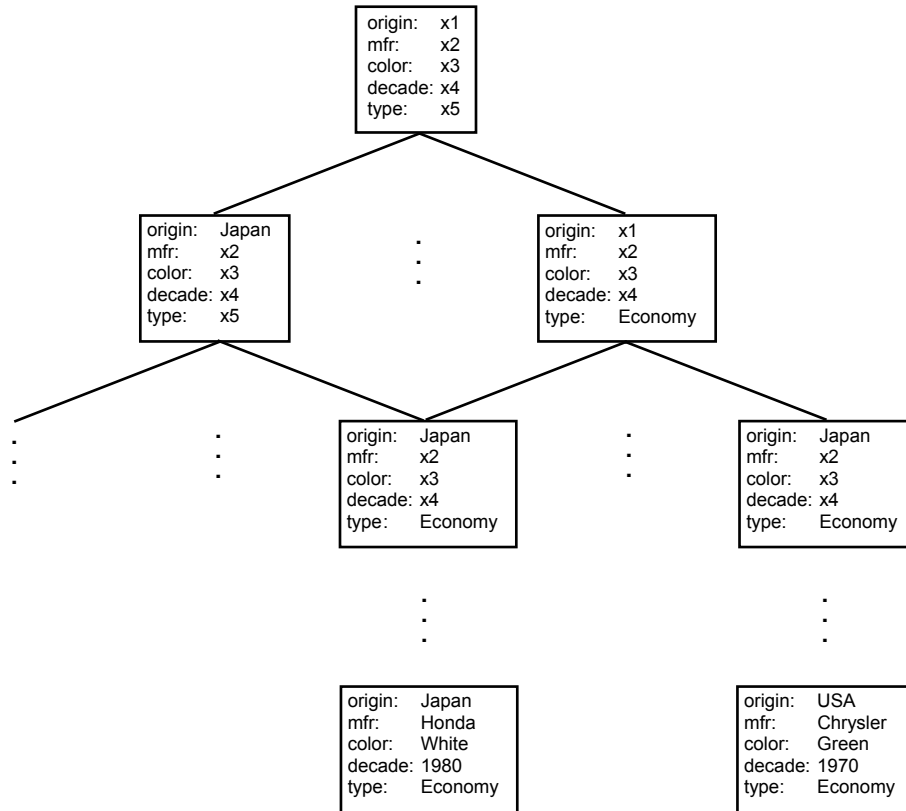 origin: x1
mfr: x2
color: x3
decade: x4
type: x5
origin: Japan
mfr: x2
color: x3
decade: x4
type: x5
origin: x1
mfr: x2
color: x3
decade: x4
type: Economy
origin: Japan
mfr: x2
color: x3
decade: x4
type: Economy
origin: Japan
mfr: x2
color: x3
decade: x4
type: Economy
origin: Japan
mfr: Honda
color: White
decade: 1980
type: Economy
origin: USA
mfr: Chrysler
color: Green
decade: 1970
type: Economy